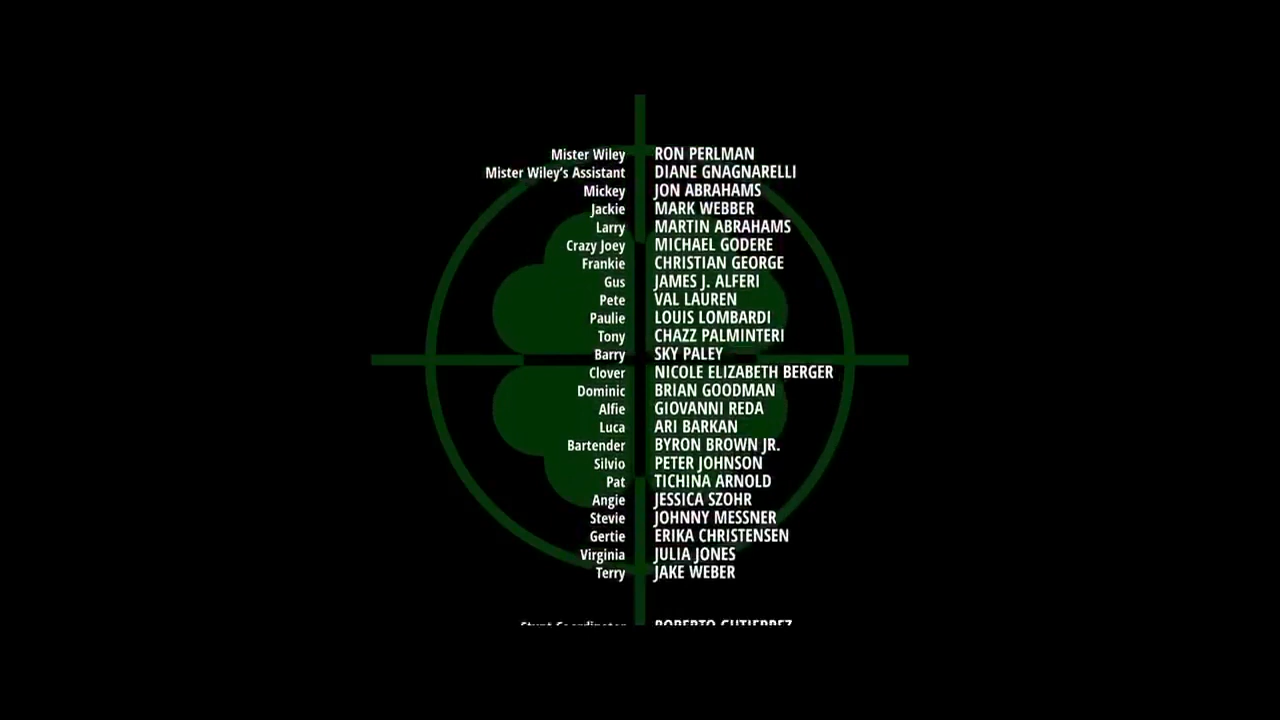 Mister Wiley RON PERLMAN
Mister Wiley's Assistant DIANE GNAGNARELLI
Mickey JON ABRAHAMS
Jackie MARK WEBBER
Larry MARTIN ABRAHAMS
Crazy Joey MICHAEL GODERE
Frankie CHRISTIAN GEORGE
Gus JAMES J. ALFERI
Pete VAL LAUREN
Paulie LOUIS LOMBARDI
Tony CHAZZ PALMINTERI
Barry SKY PALEY
Clover NICOLE ELIZABETH BERGER
Dominic BRIAN GOODMAN
Alfie GIOVANNI REDA
Luca ARI BARKAN
Bartender BYRON BROWN JR.
Silvio PETER JOHNSON
Pat TICHINA ARNOLD
Angie JESSICA SZOHR
Stevie JOHNNY MESSNER
Gertie ERIKA CHRISTENSEN
Virginia JULIA JONES
Terry JAKE WEBER
Stunt Coordinator ROBERTO GUTIERREZ